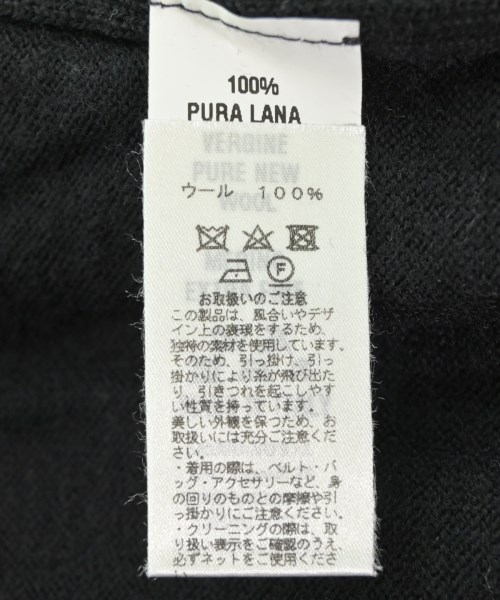 100%
PURA LANA
VERGINE
PURE NEW
WOOL
ウール 100%
F
お取扱いのご注意
この製品は、風合いやデザ
イン上の表現をするため、
独特の素材を使用しています。
そのため、引っ掛け、引っ
掛かりにより糸が飛び出た
り、引きつれを起こしやす
い性質を持っています。
美しい外観を保つため、お
取扱いには充分ご注意くだ
さい。
・着用の際は、ベルト・バ
ッグ・アクセサリーなど、身
の回りのものとの摩擦や引
っ掛かりにご注意ください。
・クリーニングの際は、取
り扱い表示をご確認のうえ、
必ずネットをご使用ください